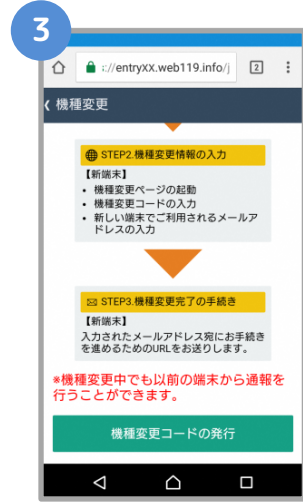 3
://entryXX.web119.info/j
2
機種変更
STEP2.機種変更情報の入力
【新端末】
• 機種変更ページの起動
• 機種変更コードの入力
• 新しい端末でご利用されるメールア
ドレスの入力
STEP3.機種変更完了の手続き
【新端末】
入力されたメールアドレス宛にお手続き
を進めるためのURLをお送りします。
*機種変更中でも以前の端末から通報を
行うことができます。
機種変更コードの発行